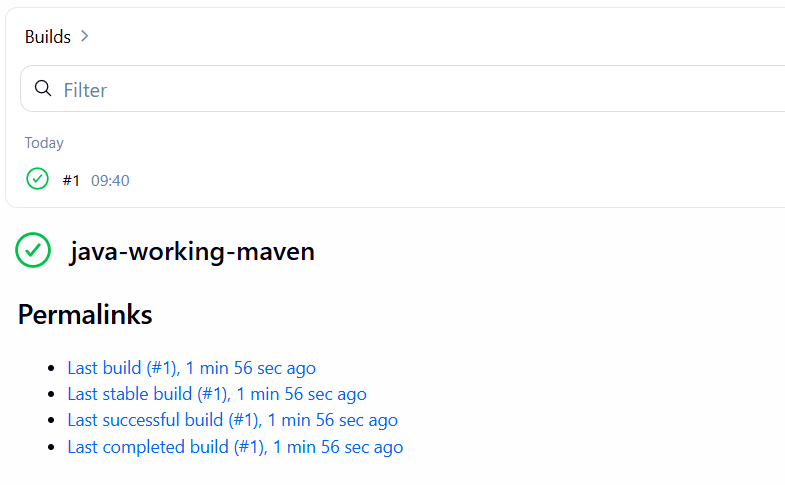 Builds
Filter
Today
#1 09:40
java-working-maven
Permalinks
Last build (#1), 1 min 56 sec ago
Last stable build (#1), 1 min 56 sec ago
Last successful build (#1), 1 min 56 sec ago
Last completed build (#1), 1 min 56 sec ago